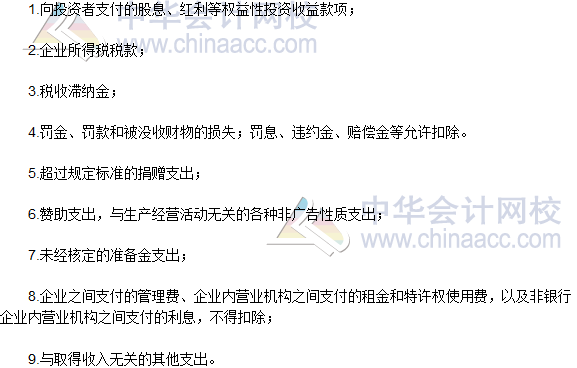 1.向投资者支付的股息、红利等权益性投资收益款项；
中华会计网校
www.chinaacc.com
2.企业所得税税款；
3.税收滞纳金；
4.罚金、罚款和被没收财物的损失；罚息、违约金、赔偿金等允许扣除。
5.超过规定标准的捐赠支出；
中华会计网校
www.chinaacc.com
6.赞助支出，与生产经营活动无关的各种非广告性质支出；
7.未经核定的准备金支出；
8.企业之间支付的管理费、企业内营业机构之间支付的租金和特许权使用费，以及非银行
企业内营业机构之间支付的利息，不得扣除；
9.与取得收入无关的其他支出。